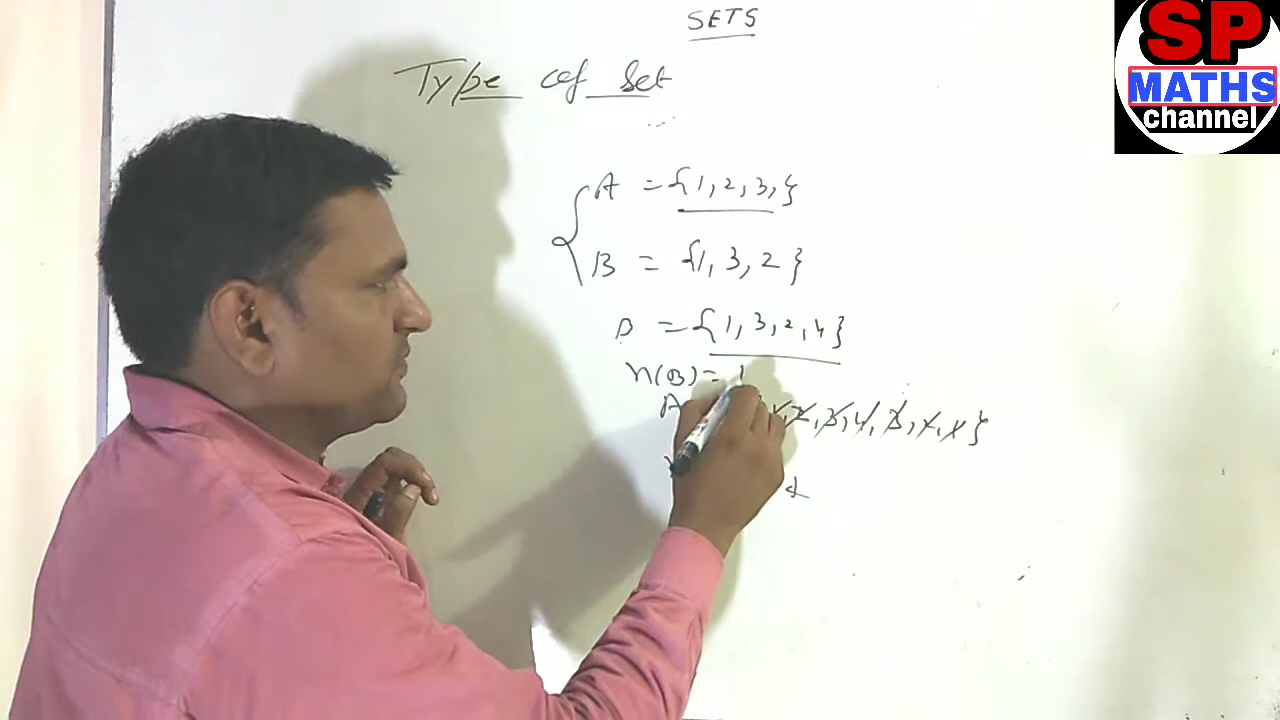 SETS
SP
MATHS
channel
Type of Set
A = {1, 2, 3, }
B = {1, 3, 2 }
B = {1, 3, 2, 4}
n(B) =
A